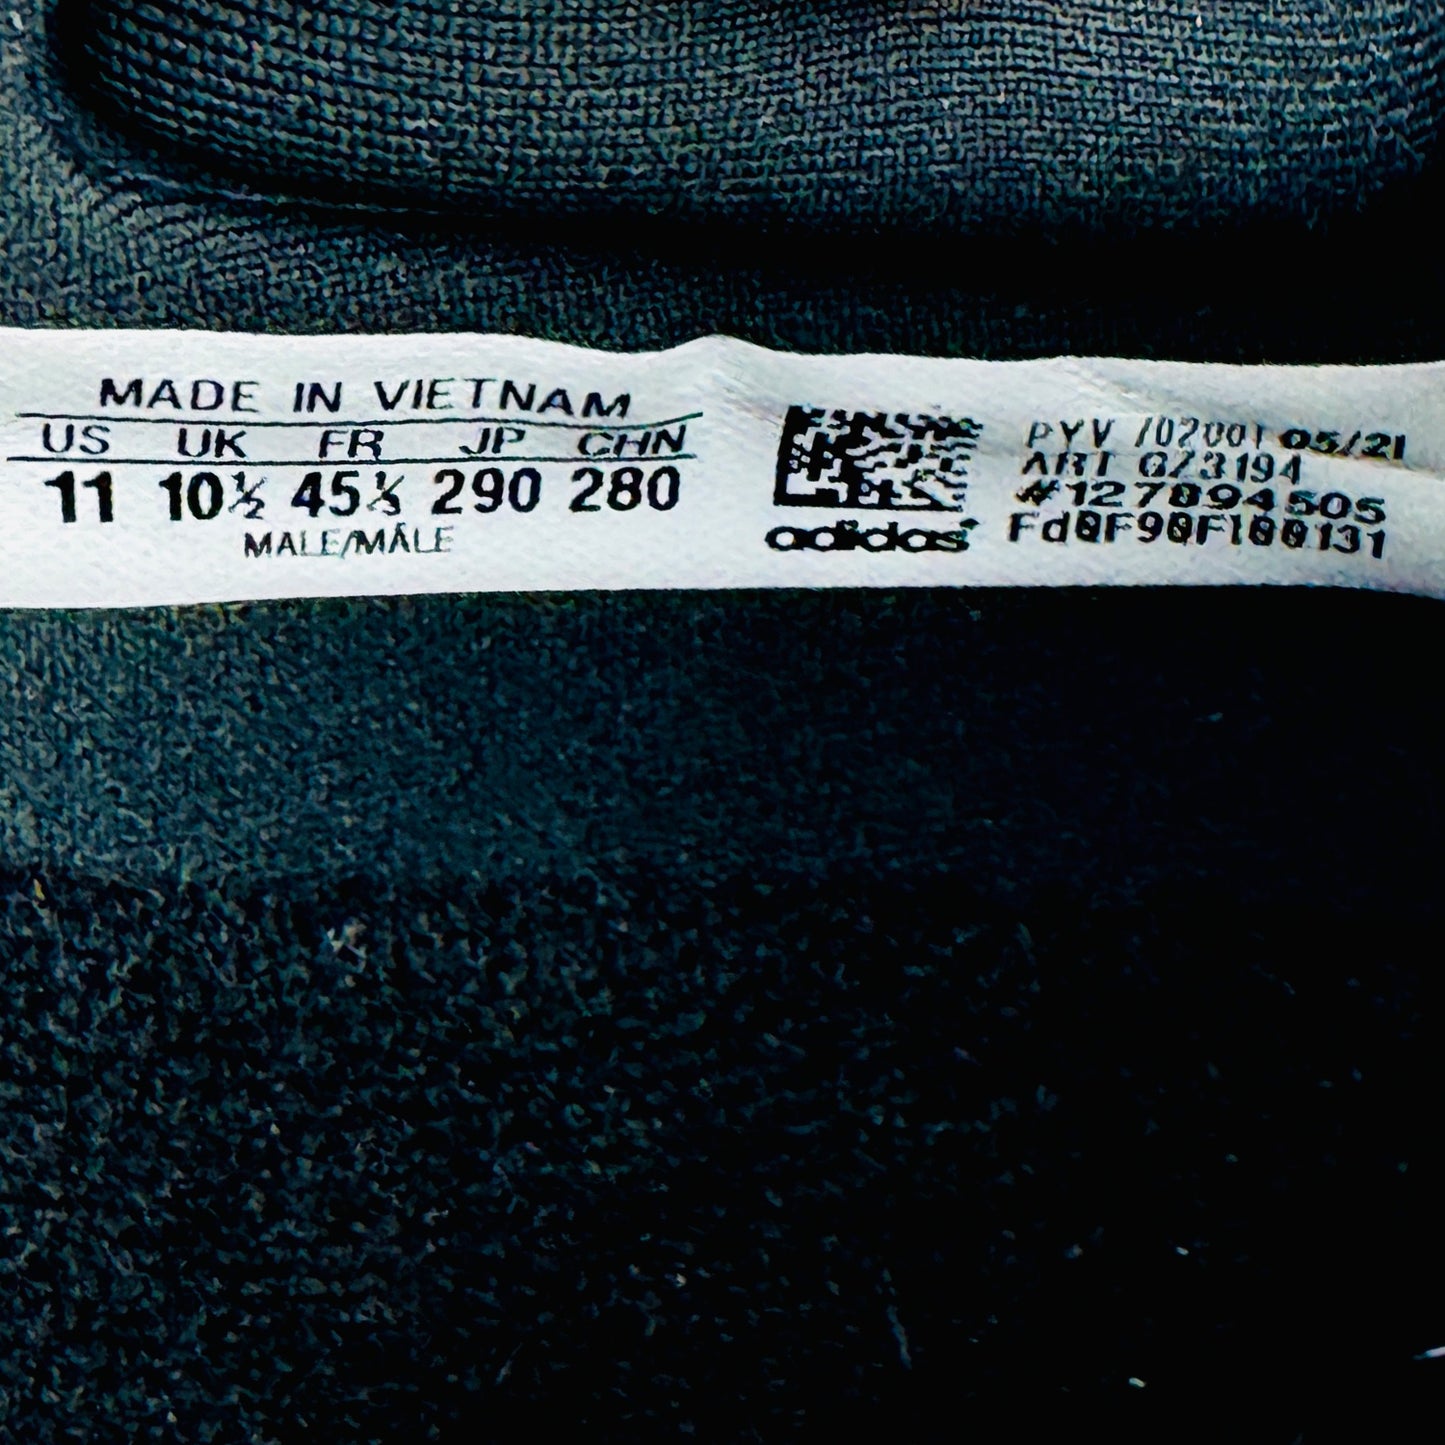 MADE IN VIETNAM
US UK FR JP CHN
11 10½ 45⅓ 290 280
MALE/MÂLE
adidas
PYV 702001 05/21
ART GZ3194
#127894505
Fd0F90F100131